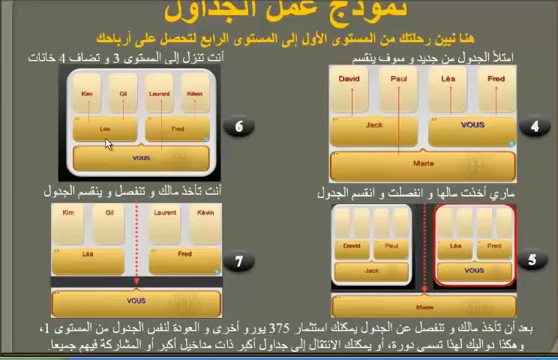 نموذج عمل الجداول
هنا نبين رحلتك من المستوى الأول إلى المستوى الرابع لتحصل على أرباحك
امتلأ الجدول من جديد و سوف ينقسم
David Paul Léa Fred
Jack VOUS
Marie
4
أنت تنزل إلى المستوى 3 و تضاف 4 خانات
Kim Gil Laurent Kévin
Léa Fred
VOUS
6
ماري أخذت مالها و انفصلت و انقسم الجدول
David Paul Léa Fred
Jack VOUS
Marie
5
أنت تأخذ مالك و تنفصل و ينقسم الجدول
Kim Gil Laurent Kévin
Léa Fred
VOUS
7
بعد أن تأخذ مالك و تنفصل عن الجدول يمكنك استثمار 375 يورو أخرى و العودة لنفس الجدول من المستوى 1،
وهكذا دواليك لهذا تسمى دورة، أو يمكنك الانتقال إلى جداول أكبر ذات مداخيل أكبر أو المشاركة فيهم جميعا.